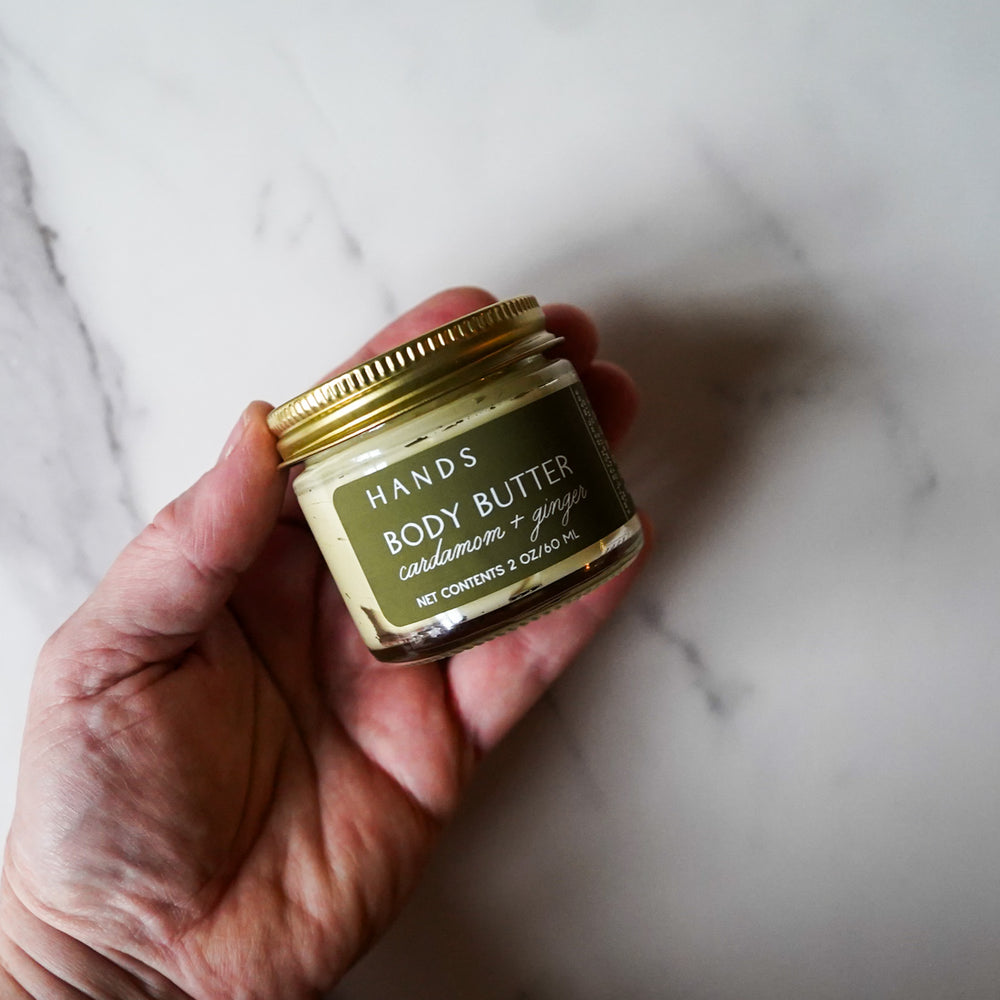 HANDS
BODY BUTTER
cardamom + ginger
NET CONTENTS 2 OZ/60 ML